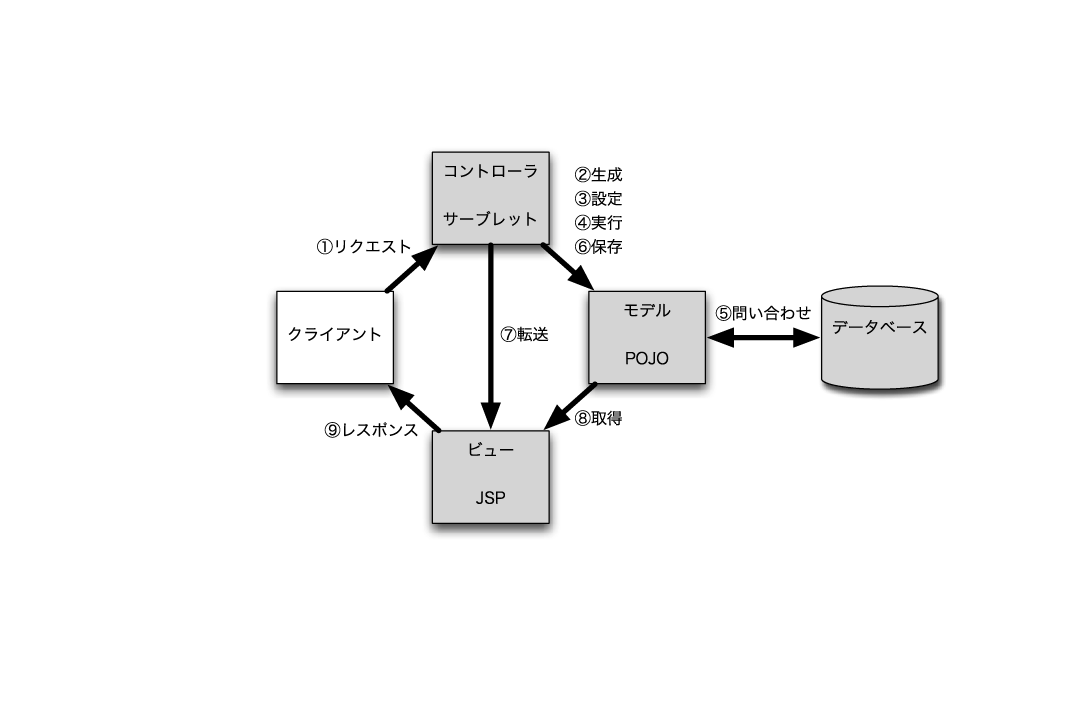 コントローラ
サーブレット
②生成
③設定
④実行
⑥保存
①リクエスト
クライアント
⑦転送
モデル
POJO
⑤問い合わせ
データベース
⑧取得
⑨レスポンス
ビュー
JSP